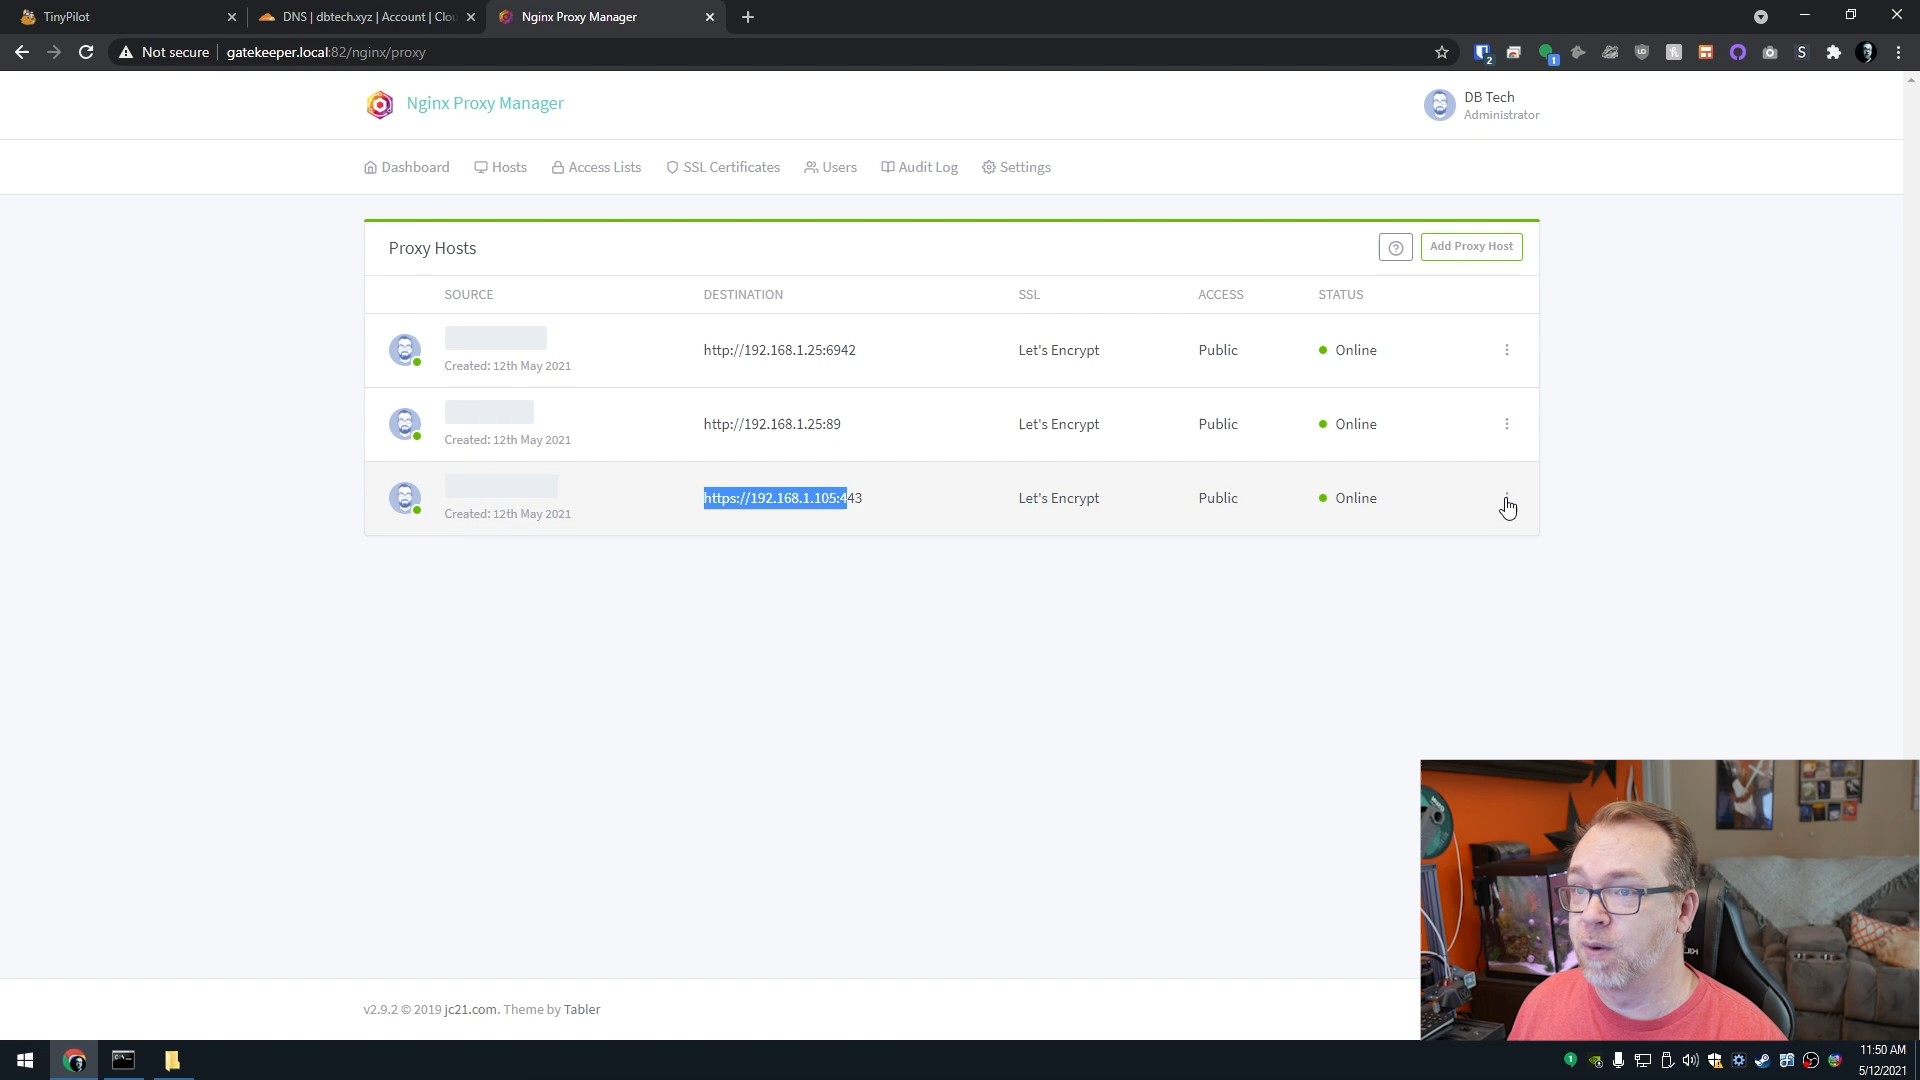 TinyPilot
DNS | dbtech.xyz | Account | Clou
Nginx Proxy Manager
Not secure
gatekeeper.local:82/nginx/proxy
2
1
S
Nginx Proxy Manager
DB Tech
Administrator
Dashboard
Hosts
Access Lists
SSL Certificates
Users
Audit Log
Settings
Proxy Hosts
Add Proxy Host
SOURCE
DESTINATION
SSL
ACCESS
STATUS
Created: 12th May 2021
http://192.168.1.25:6942
Let's Encrypt
Public
Online
Created: 12th May 2021
http://192.168.1.25:89
Let's Encrypt
Public
Online
Created: 12th May 2021
https://192.168.1.105:443
Let's Encrypt
Public
Online
v2.9.2 © 2019 jc21.com. Theme by Tabler
11:50 AM
5/12/2021